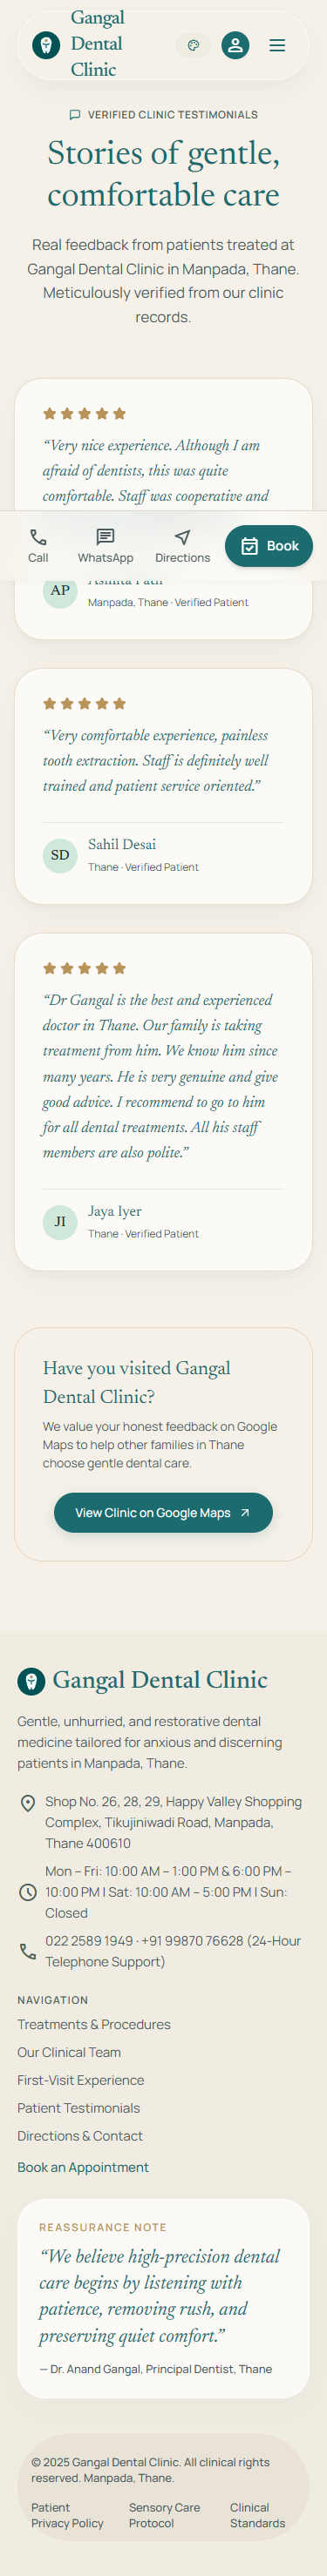 Gangal
Dental
Clinic
VERIFIED CLINIC TESTIMONIALS
Stories of gentle,
comfortable care
Real feedback from patients treated at
Gangal Dental Clinic in Manpada, Thane.
Meticulously verified from our clinic
records.
“Very nice experience. Although I am
afraid of dentists, this was quite
comfortable. Staff was cooperative and
Call
WhatsApp
Directions
Book
AP
Manpada, Thane · Verified Patient
“Very comfortable experience, painless
tooth extraction. Staff is definitely well
trained and patient service oriented.”
SD
Sahil Desai
Thane · Verified Patient
“Dr Gangal is the best and experienced
doctor in Thane. Our family is taking
treatment from him. We know him since
many years. He is very genuine and give
good advice. I recommend to go to him
for all dental treatments. All his staff
members are also polite.”
JI
Jaya Iyer
Thane · Verified Patient
Have you visited Gangal
Dental Clinic?
We value your honest feedback on Google
Maps to help other families in Thane
choose gentle dental care.
View Clinic on Google Maps
Gangal Dental Clinic
Gentle, unhurried, and restorative dental
medicine tailored for anxious and discerning
patients in Manpada, Thane.
Shop No. 26, 28, 29, Happy Valley Shopping
Complex, Tikujiniwadi Road, Manpada,
Thane 400610
Mon – Fri: 10:00 AM – 1:00 PM & 6:00 PM –
10:00 PM | Sat: 10:00 AM – 5:00 PM | Sun:
Closed
022 2589 1949 · +91 99870 76628 (24-Hour
Telephone Support)
NAVIGATION
Treatments & Procedures
Our Clinical Team
First-Visit Experience
Patient Testimonials
Directions & Contact
Book an Appointment
REASSURANCE NOTE
“We believe high-precision dental
care begins by listening with
patience, removing rush, and
preserving quiet comfort.”
— Dr. Anand Gangal, Principal Dentist, Thane
© 2025 Gangal Dental Clinic. All clinical rights
reserved. Manpada, Thane.
Patient
Privacy Policy
Sensory Care
Protocol
Clinical
Standards